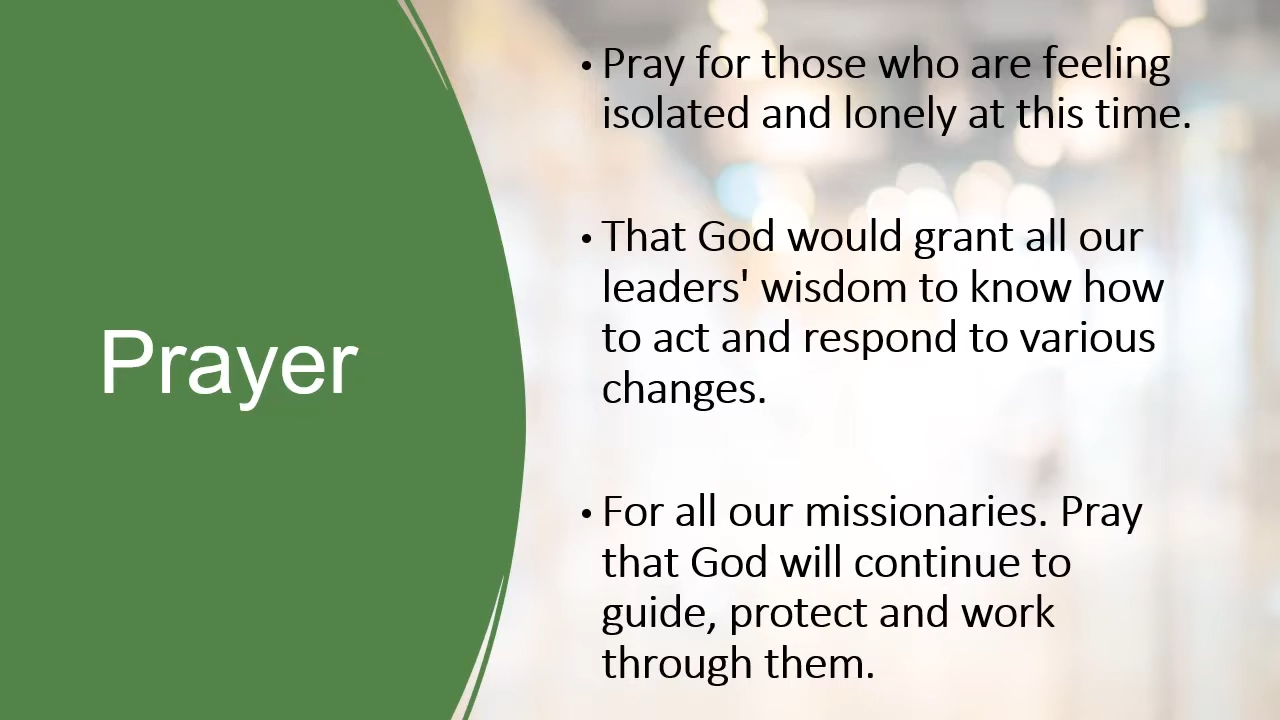 Prayer
• Pray for those who are feeling
isolated and lonely at this time.
• That God would grant all our
leaders' wisdom to know how
to act and respond to various
changes.
• For all our missionaries. Pray
that God will continue to
guide, protect and work
through them.